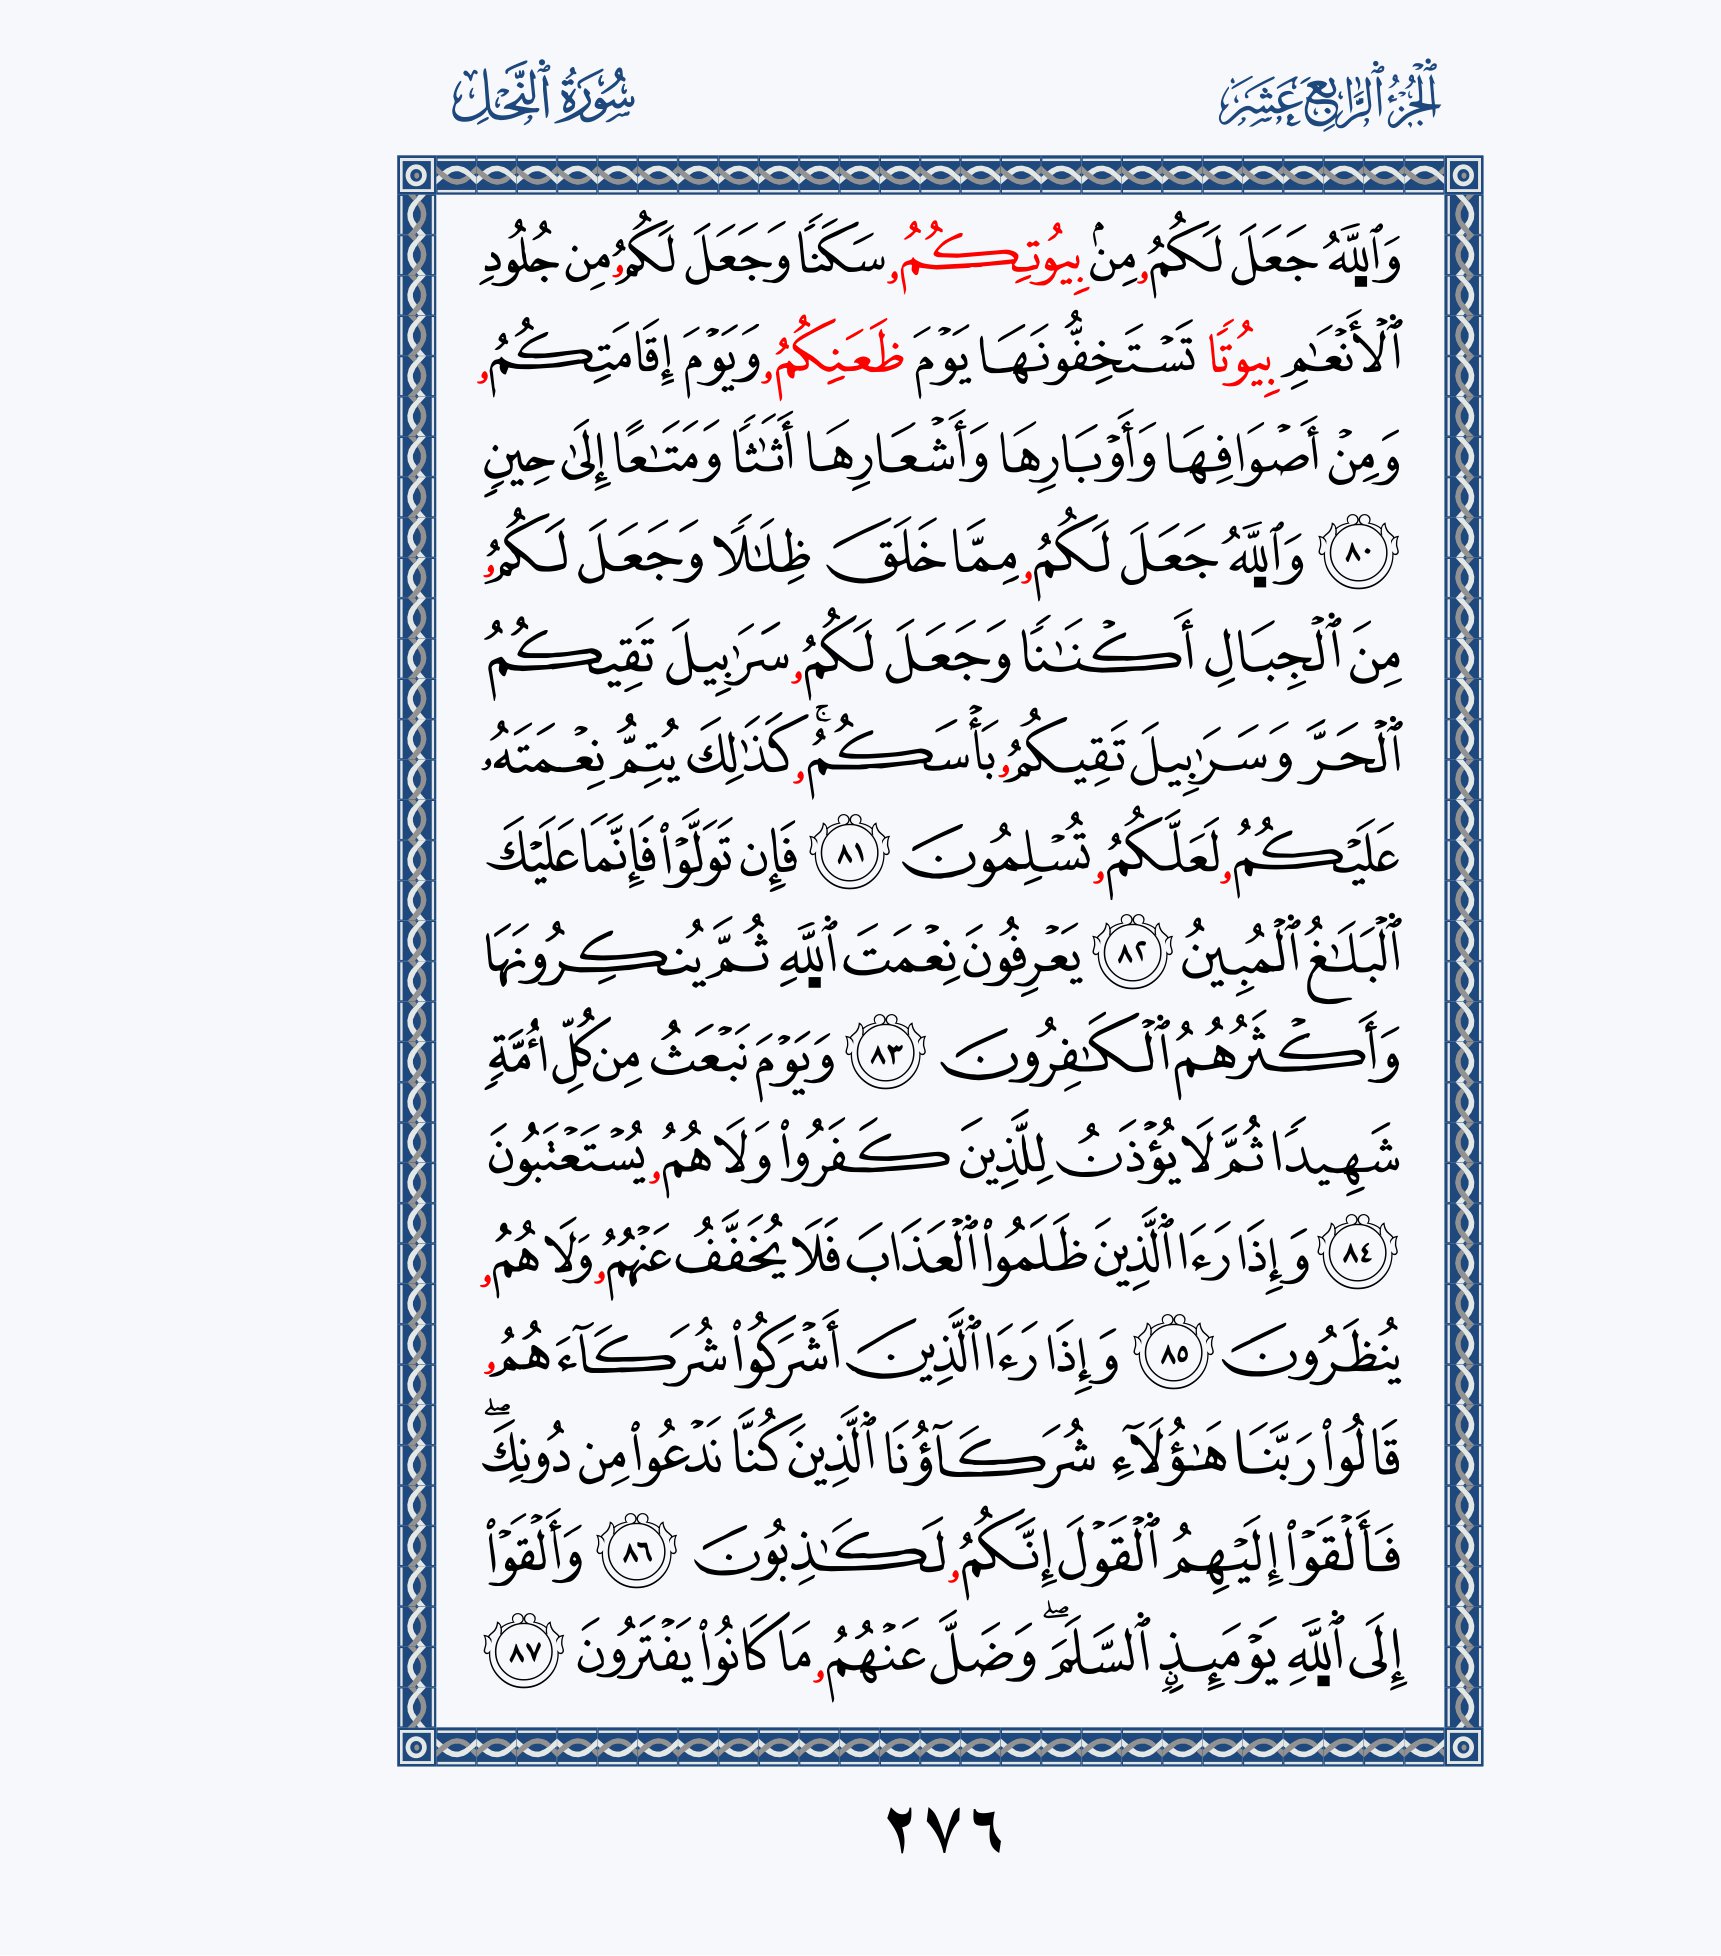 الجزء الرابع عشر
سورة النحل
وَٱللَّهُ جَعَلَ لَكُمُۥ مِنۢ بِيُوتِكُمُۥ سَكَنٗا وَجَعَلَ لَكُمُۥ مِن جُلُودِ
ٱلۡأَنۡعَٰمِ بِيُوتٗا تَسۡتَخِفُّونَهَا يَوۡمَ ظَعَنِكُمُۥ وَيَوۡمَ إِقَامَتِكُمُۥ
وَمِنۡ أَصۡوَافِهَا وَأَوۡبَارِهَا وَأَشۡعَارِهَا أَثَٰثٗا وَمَتَٰعًا إِلَىٰ حِينٖ
٨٠ وَٱللَّهُ جَعَلَ لَكُمُۥ مِمَّا خَلَقَ ظِلَٰلٗا وَجَعَلَ لَكُمُۥ
مِنَ ٱلۡجِبَالِ أَكۡنَٰنٗا وَجَعَلَ لَكُمُۥ سَرَٰبِيلَ تَقِيكُمُ
ٱلۡحَرَّ وَسَرَٰبِيلَ تَقِيكُمُۥ بَأۡسَكُمُۥۚ كَذَٰلِكَ يُتِمُّ نِعۡمَتَهُۥ
عَلَيۡكُمُۥ لَعَلَّكُمُۥ تُسۡلِمُونَ ٨١ فَإِن تَوَلَّوۡاْ فَإِنَّمَا عَلَيۡكَ
ٱلۡبَلَٰغُ ٱلۡمُبِينُ ٨٢ يَعۡرِفُونَ نِعۡمَتَ ٱللَّهِ ثُمَّ يُنكِرُونَهَا
وَأَكۡثَرُهُمُ ٱلۡكَٰفِرُونَ ٨٣ وَيَوۡمَ نَبۡعَثُ مِن كُلِّ أُمَّةٖ
شَهِيدٗا ثُمَّ لَا يُؤۡذَنُ لِلَّذِينَ كَفَرُواْ وَلَا هُمُۥ يُسۡتَعۡتَبُونَ
٨٤ وَإِذَا رَءَا ٱلَّذِينَ ظَلَمُواْ ٱلۡعَذَابَ فَلَا يُخَفَّفُ عَنۡهُمُۥ وَلَا هُمُۥ
يُنظَرُونَ ٨٥ وَإِذَا رَءَا ٱلَّذِينَ أَشۡرَكُواْ شُرَكَآءَهُمُۥ
قَالُواْ رَبَّنَا هَٰٓؤُلَآءِ شُرَكَآؤُنَا ٱلَّذِينَ كُنَّا نَدۡعُواْ مِن دُونِكَۖ
فَأَلۡقَوۡاْ إِلَيۡهِمُ ٱلۡقَوۡلَ إِنَّكُمُۥ لَكَٰذِبُونَ ٨٦ وَأَلۡقَوۡاْ
إِلَى ٱللَّهِ يَوۡمَئِذٍ ٱلسَّلَمَۖ وَضَلَّ عَنۡهُمُۥ مَا كَانُواْ يَفۡتَرُونَ ٨٧
٢٧٦